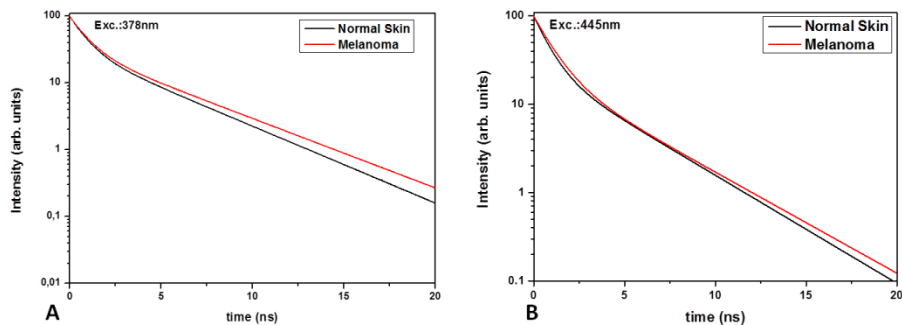 Exc.:378nm
Normal Skin
Melanoma
100
10
1
0,1
0,01
Intensity (arb. units)
0 5 10 15 20
time (ns)
A
Exc.:445nm
Normal Skin
Melanoma
100
10
1
0.1
Intensity (arb. units)
0 5 10 15 20
time (ns)
B